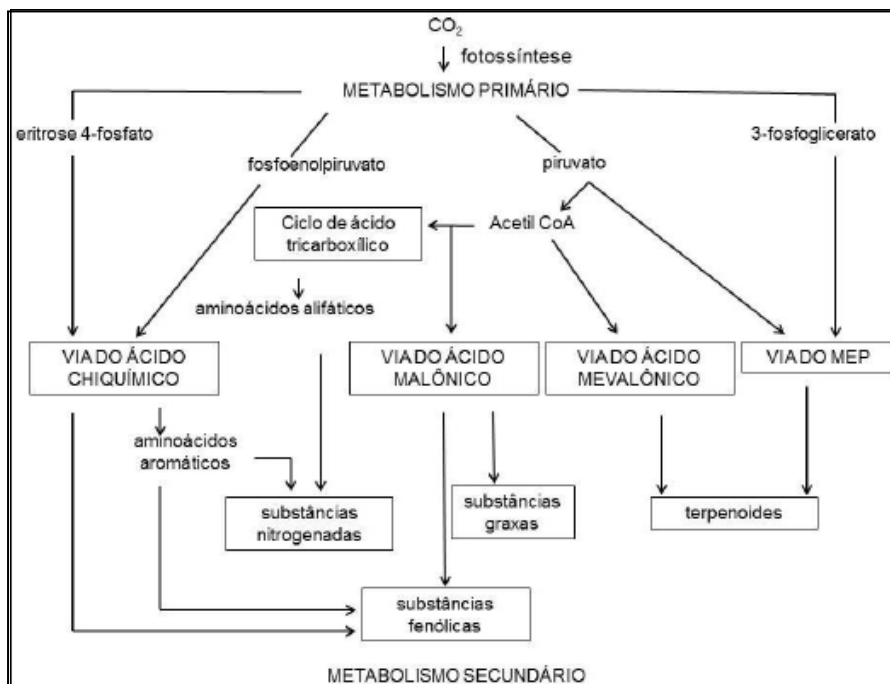 CO₂
fotossíntese
METABOLISMO PRIMÁRIO
eritrose 4-fosfato
3-fosfoglicerato
fosfoenolpiruvato
piruvato
Ciclo de ácido
tricarboxílico
Acetil CoA
aminoácidos alifáticos
VIA DO ÁCIDO
CHIQUÍMICO
VIA DO ÁCIDO
MALÔNICO
VIA DO ÁCIDO
MEVALÔNICO
VIA DO MEP
aminoácidos
aromáticos
substâncias
nitrogenadas
substâncias
graxas
terpenoides
substâncias
fenólicas
METABOLISMO SECUNDÁRIO